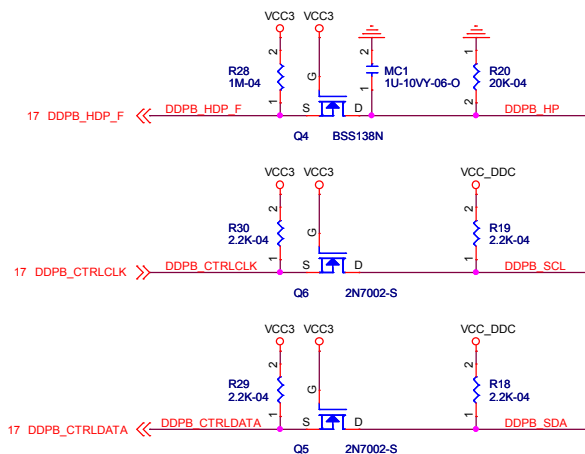 VCC3 VCC3
2 2 2
R28
1M-04
G
MC1
1U-10VY-06-O
R20
20K-04
1 1 1 2
17 DDPB_HDP_F DDPB_HDP_F S D DDPB_HP
Q4 BSS138N
VCC3 VCC3 VCC_DDC
2 2
R30
2.2K-04
G
R19
2.2K-04
1 1
17 DDPB_CTRLCLK DDPB_CTRLCLK S D DDPB_SCL
Q6 2N7002-S
VCC3 VCC3 VCC_DDC
2 2
R29
2.2K-04
G
R18
2.2K-04
1 1
17 DDPB_CTRLDATA DDPB_CTRLDATA S D DDPB_SDA
Q5 2N7002-S